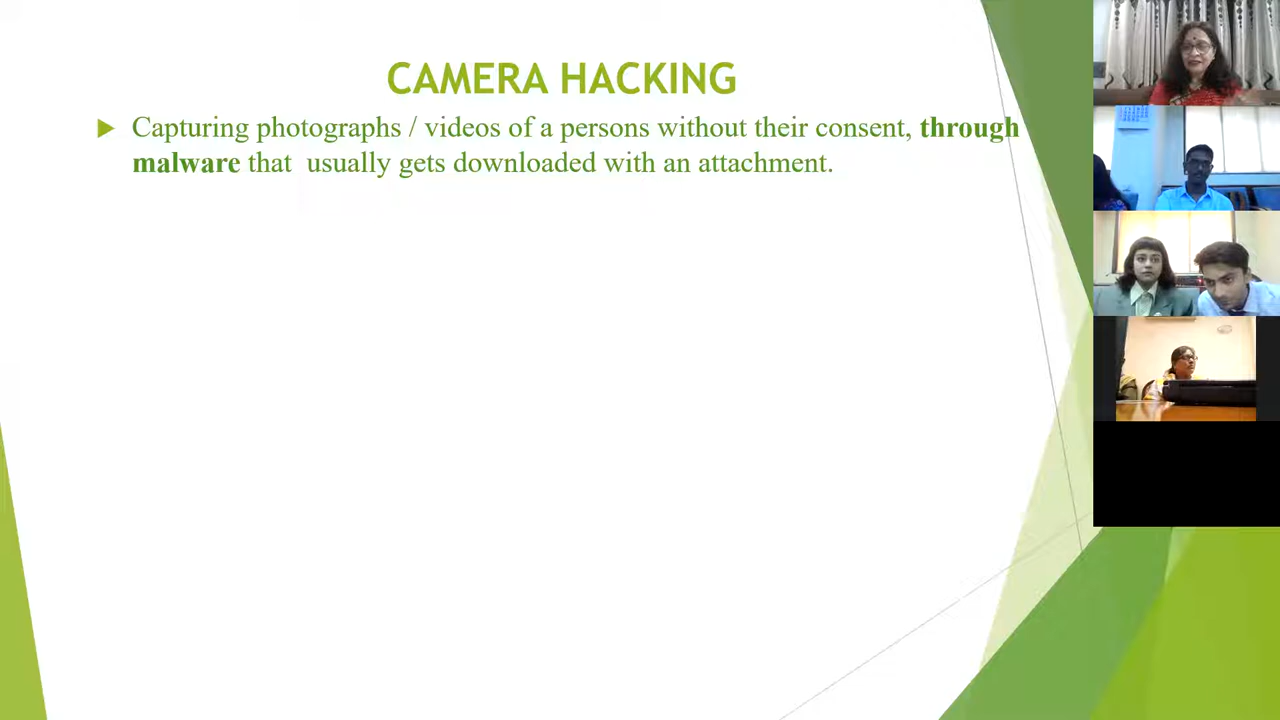 CAMERA HACKING
Capturing photographs / videos of a persons without their consent, through
malware that  usually gets downloaded with an attachment.